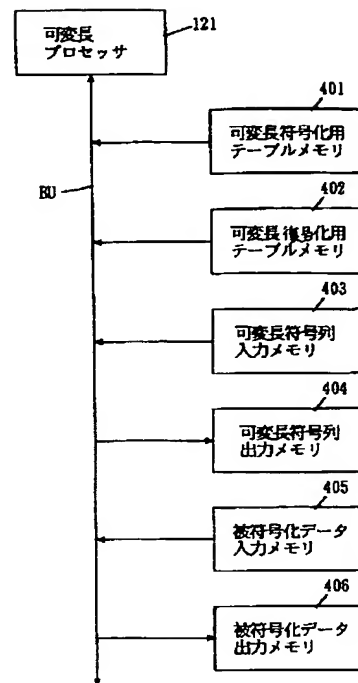 可変長
プロセッサ
121
401
可変長符号化用
テーブルメモリ
BU
402
可変長復号化用
テーブルメモリ
403
可変長符号列
入力メモリ
404
可変長符号列
出力メモリ
405
被符号化データ
入力メモリ
406
被符号化データ
出力メモリ